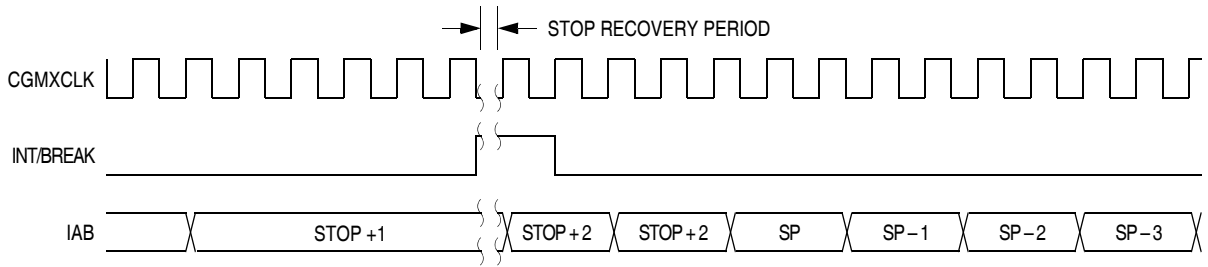 STOP RECOVERY PERIOD
CGMXCLK
INT/BREAK
IAB STOP +1 STOP + 2 STOP + 2 SP SP – 1 SP – 2 SP – 3